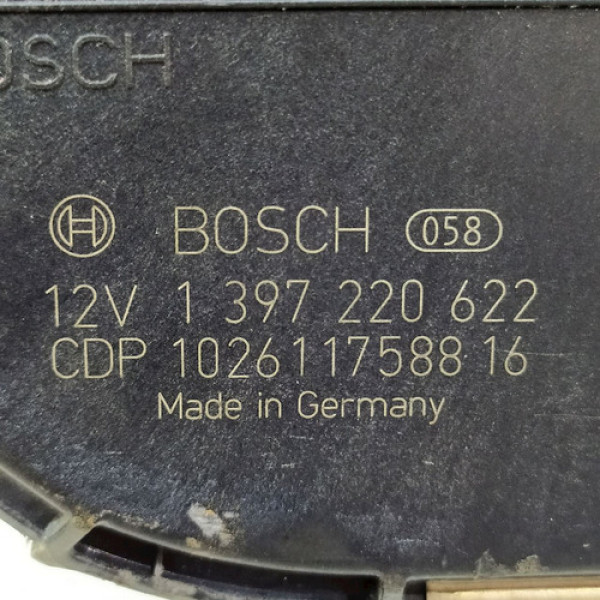 BOSCH
BOSCH 058
12V 1 397 220 622
CDP 1026117588 16
Made in Germany